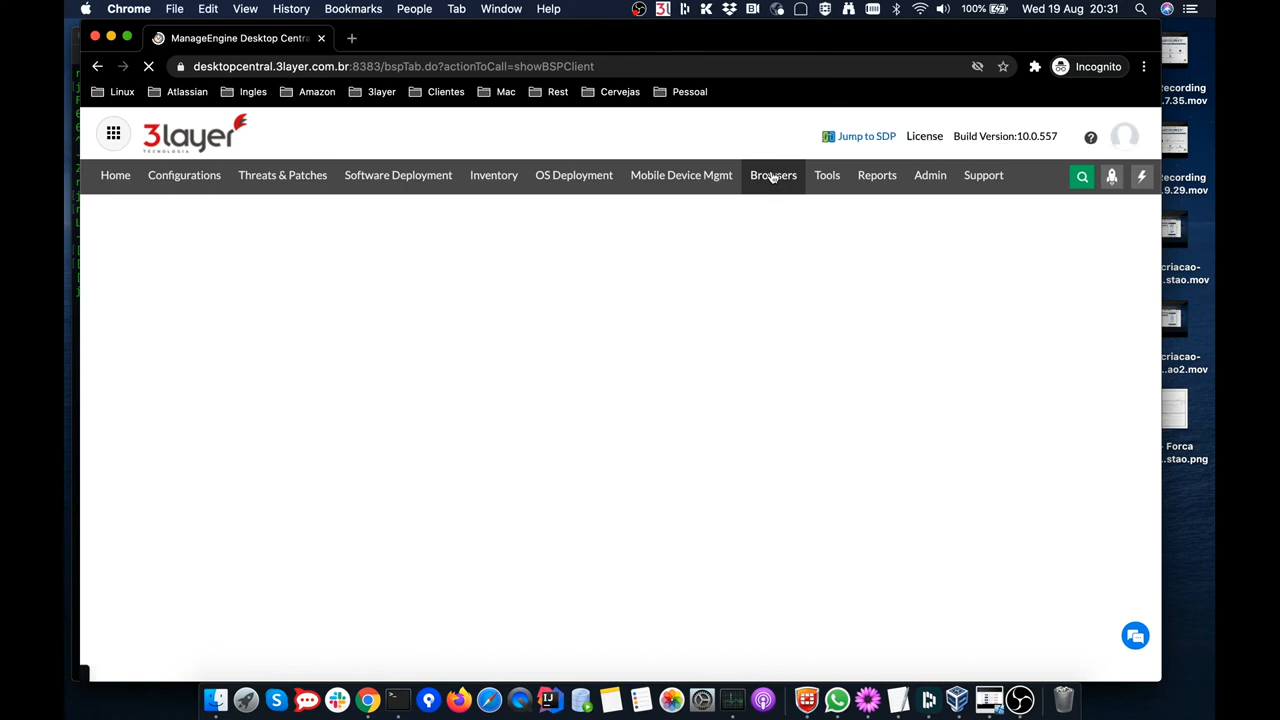 Chrome File Edit View History Bookmarks People Tab Window Help 100% Wed 19 Aug 20:31
ManageEngine Desktop Centra
desktopcentral.3layer.com.br:8383/bspTab.do?actionToCall=showBSPClient
Incognito
Linux Atlassian Ingles Amazon 3layer Clientes Mac Rest Cervejas Pessoal
3layer
TECNOLOGIA
Jump to SDP License Build Version:10.0.557
Home Configurations Threats & Patches Software Deployment Inventory OS Deployment Mobile Device Mgmt Browsers Tools Reports Admin Support
ecording
.7.35.mov
ecording
.9.29.mov
criacao-
...stao.mov
criacao-
...ao2.mov
- Forca
...stao.png